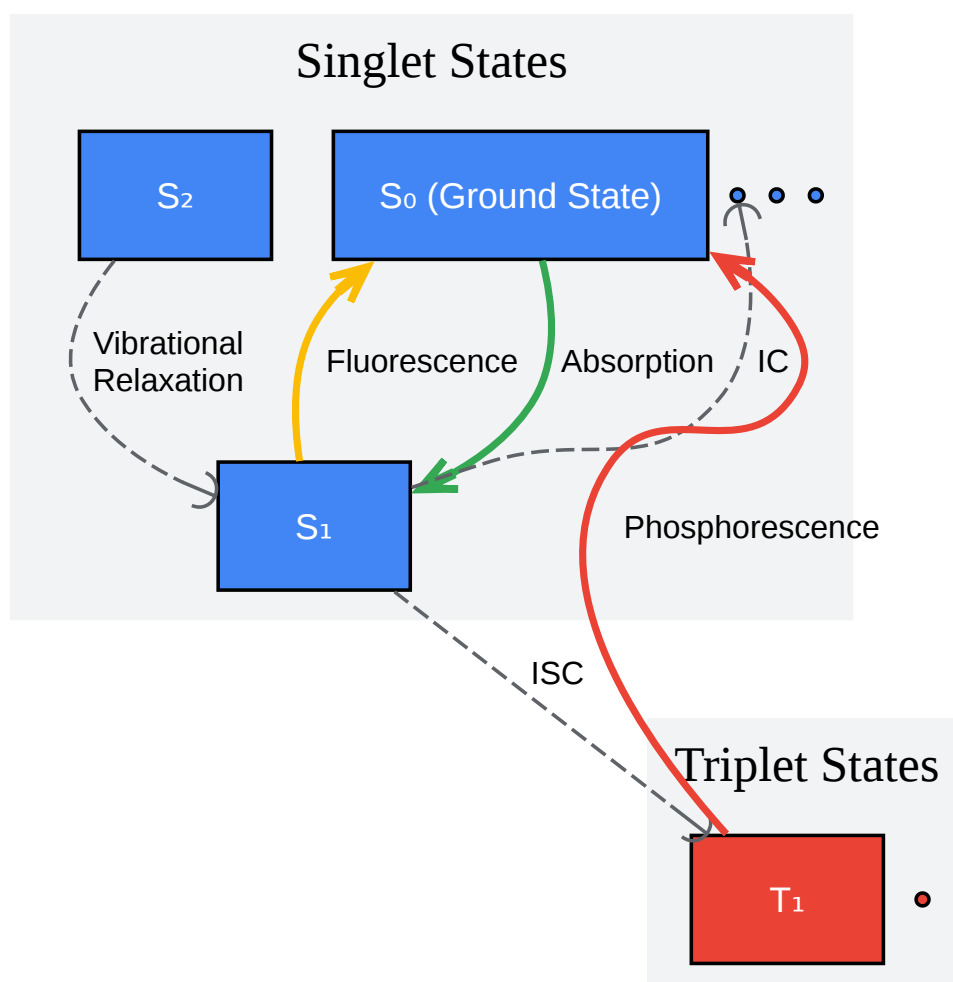 Singlet States
S₂
S₀ (Ground State)
Vibrational
Relaxation
Fluorescence
Absorption
IC
S₁
Phosphorescence
ISC
Triplet States
T₁